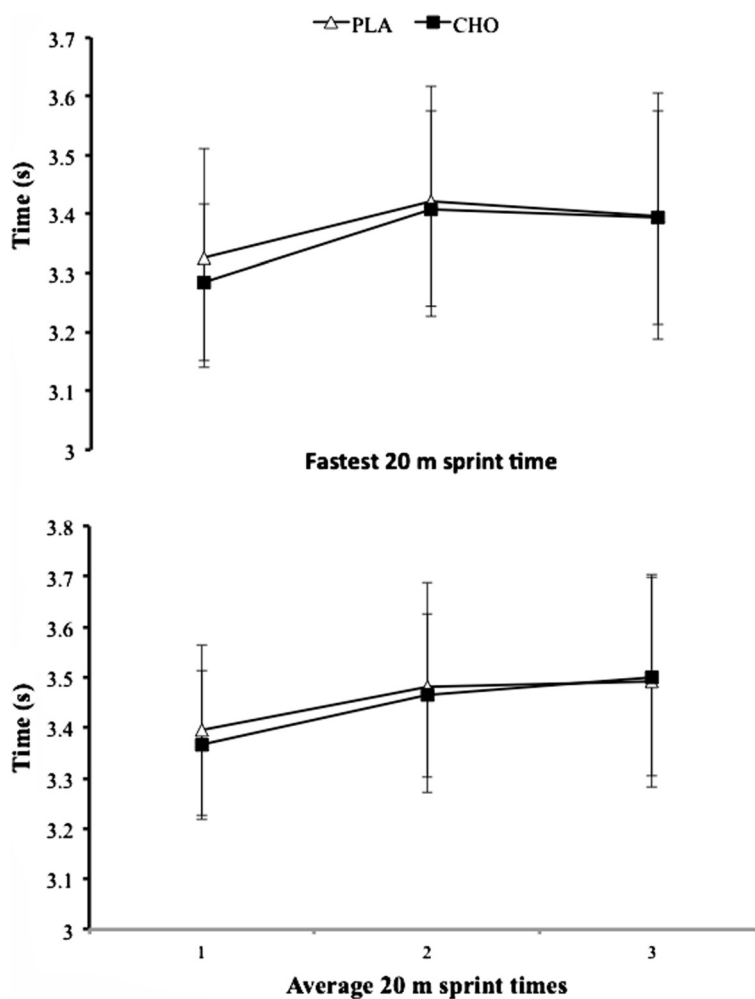 PLA CHO
3.7
3.6
3.5
3.4
3.3
3.2
3.1
3
Time (s)
Fastest 20 m sprint time
3.8
3.7
3.6
3.5
3.4
3.3
3.2
3.1
3
Time (s)
1 2 3
Average 20 m sprint times